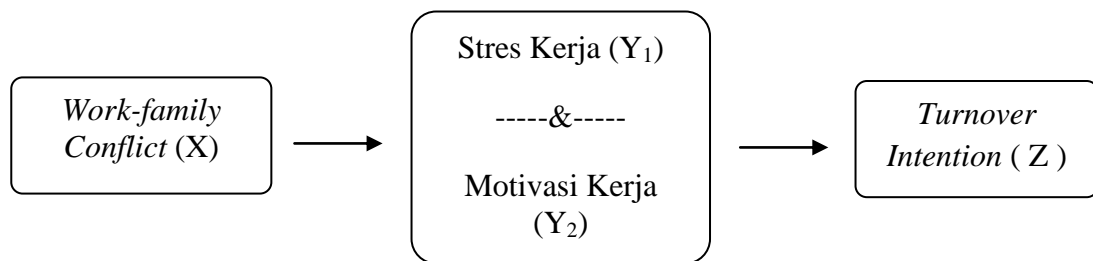 Work-family
Conflict (X)
Stres Kerja (Y₁)
-----&-----
Motivasi Kerja
(Y₂)
Turnover
Intention ( Z )